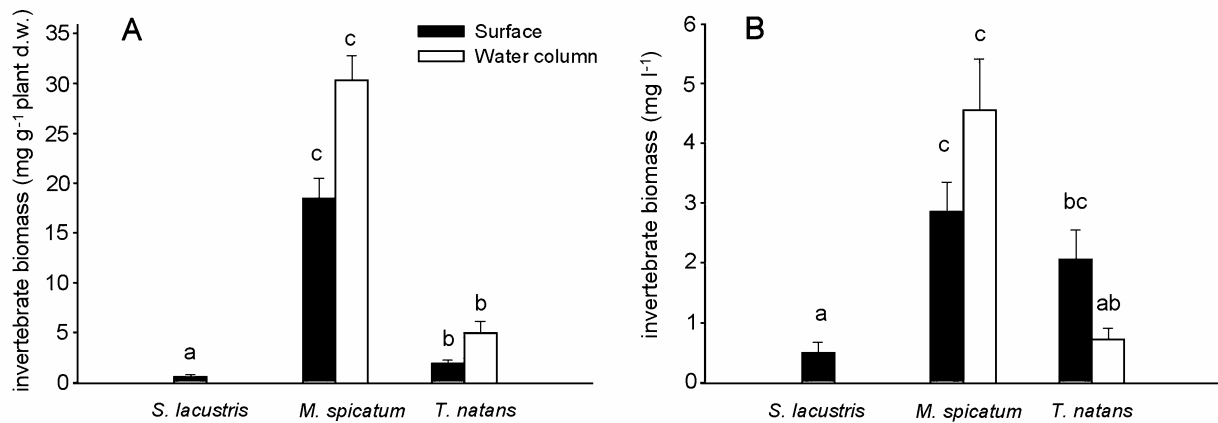 A
Surface
Water column
invertebrate biomass (mg g⁻¹ plant d.w.)
35
30
25
20
15
10
5
0
a
c
c
b
b
S. lacustris
M. spicatum
T. natans
B
invertebrate biomass (mg l⁻¹)
6
5
4
3
2
1
0
a
c
c
bc
ab
S. lacustris
M. spicatum
T. natans